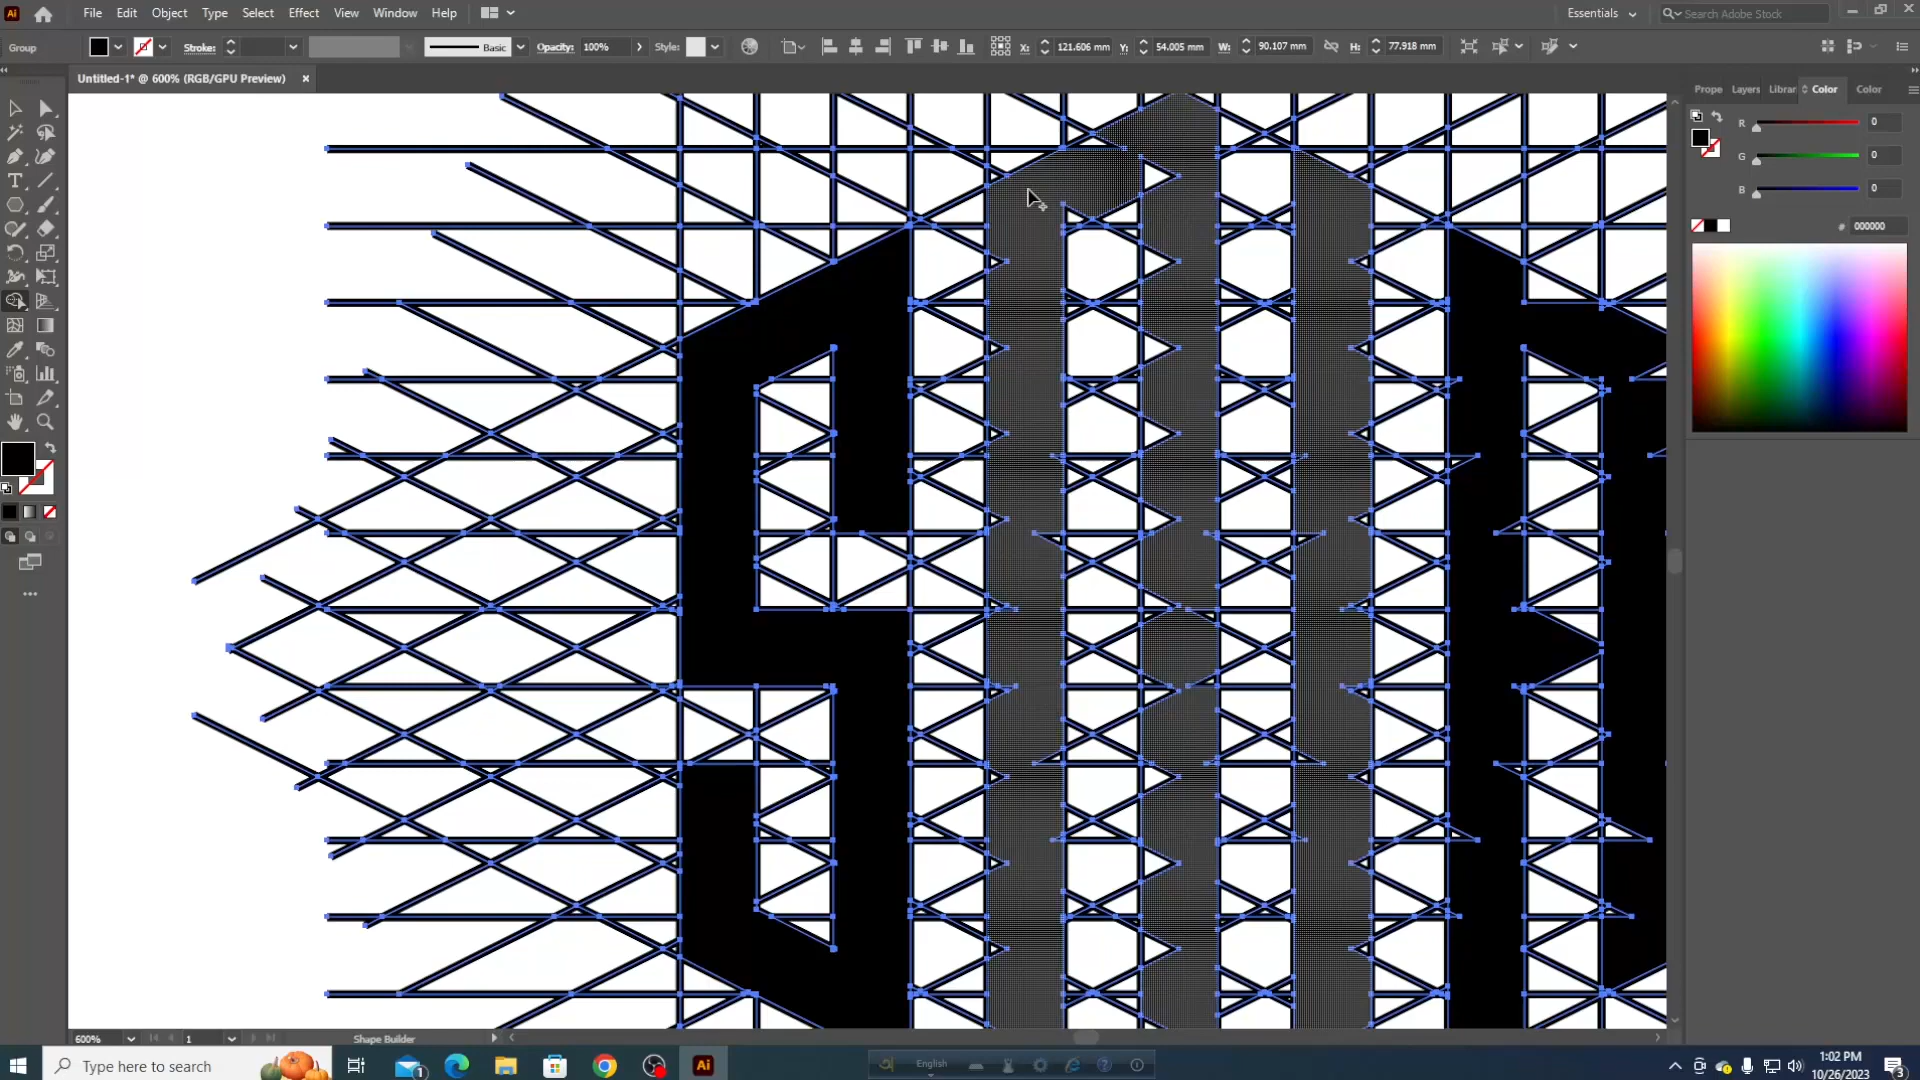 Ai File Edit Object Type Select Effect View Window Help Essentials Search Adobe Stock
Group Stroke: Basic Opacity: 100% Style: X: 121.606 mm Y: 54.005 mm W: 90.107 mm H: 77.918 mm
Untitled-1* @ 600% (RGB/GPU Preview) ×
Prope Layers Librar Color Color
R 0
G 0
B 0
# 000000
600% 1 Shape Builder
Type here to search
1
Ai
English
1:02 PM
10/26/2023
3